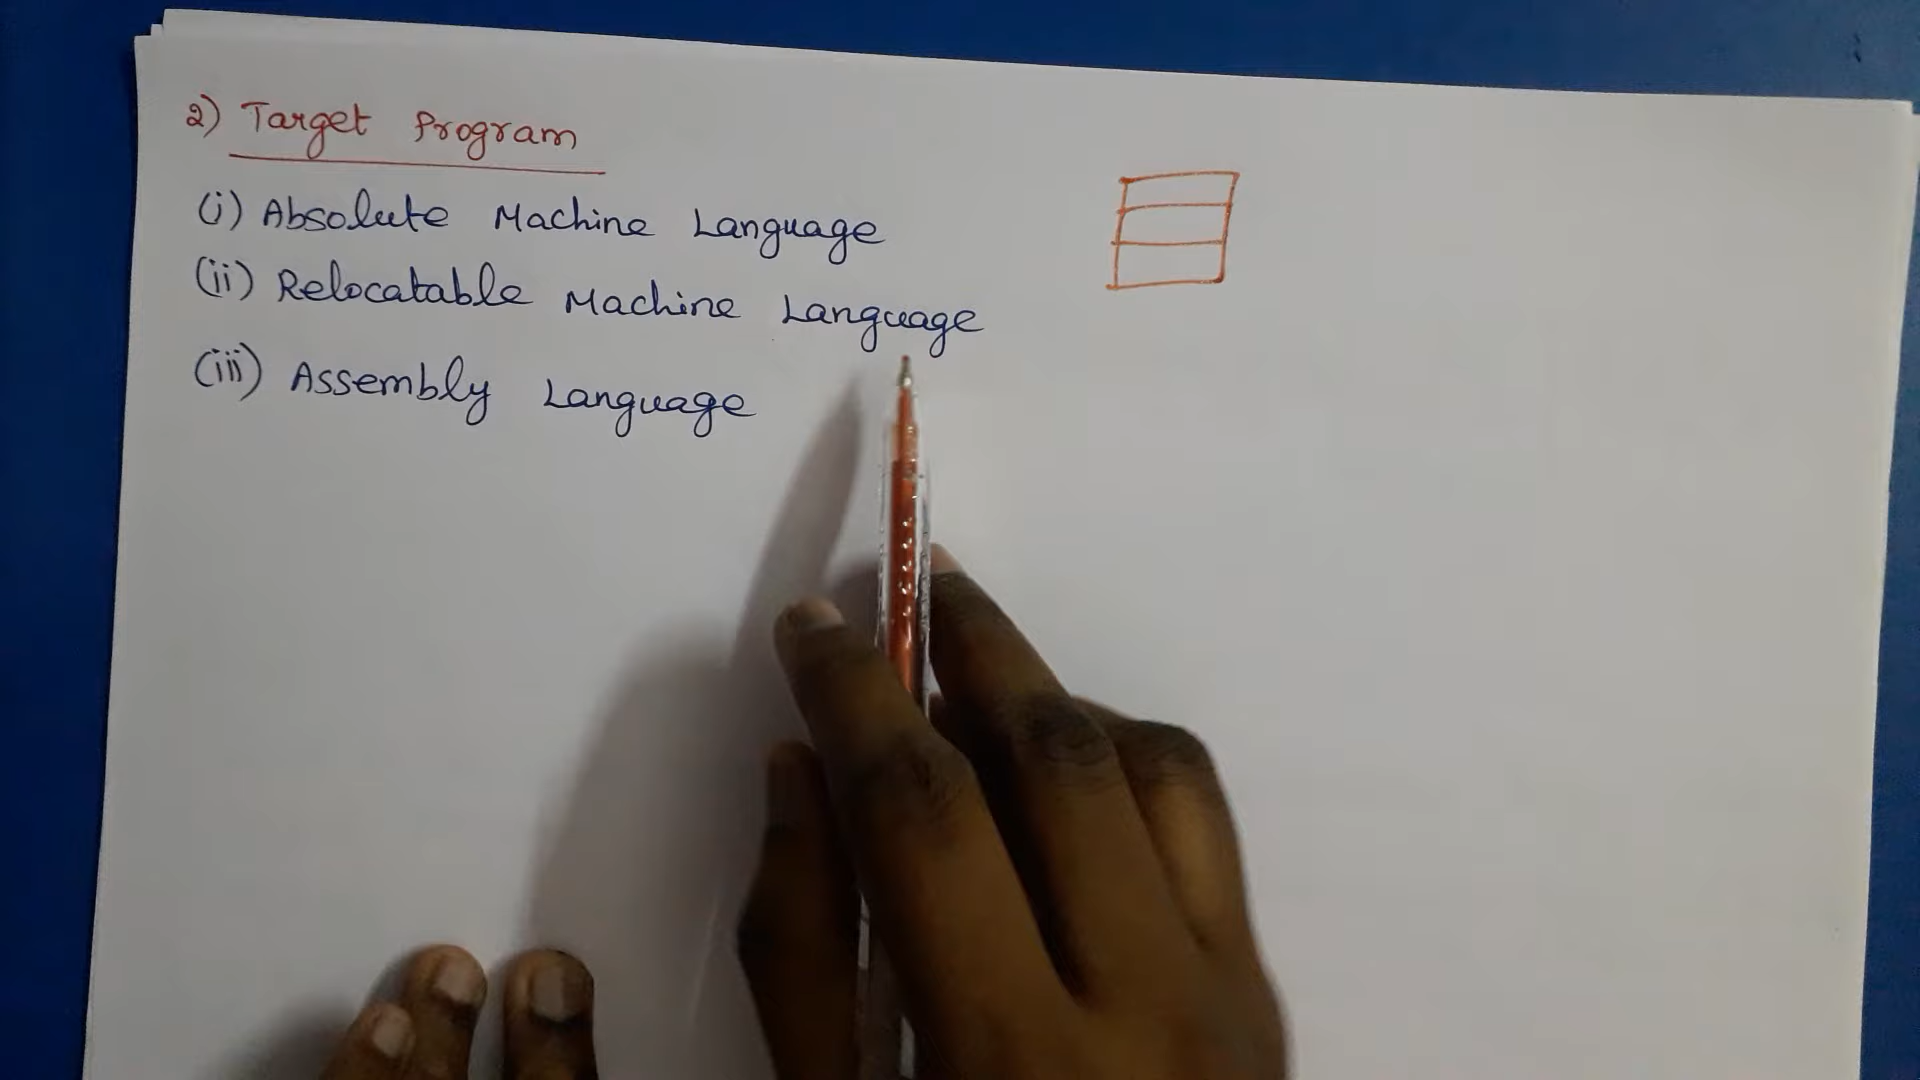 2) Target Program
(i) Absolute Machine Language
(ii) Relocatable Machine Language
(iii) Assembly Language